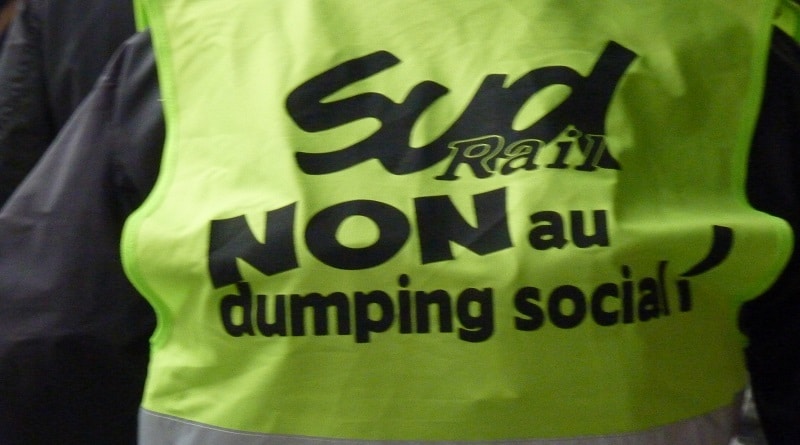 Sud
Rail
NON au
dumping social !